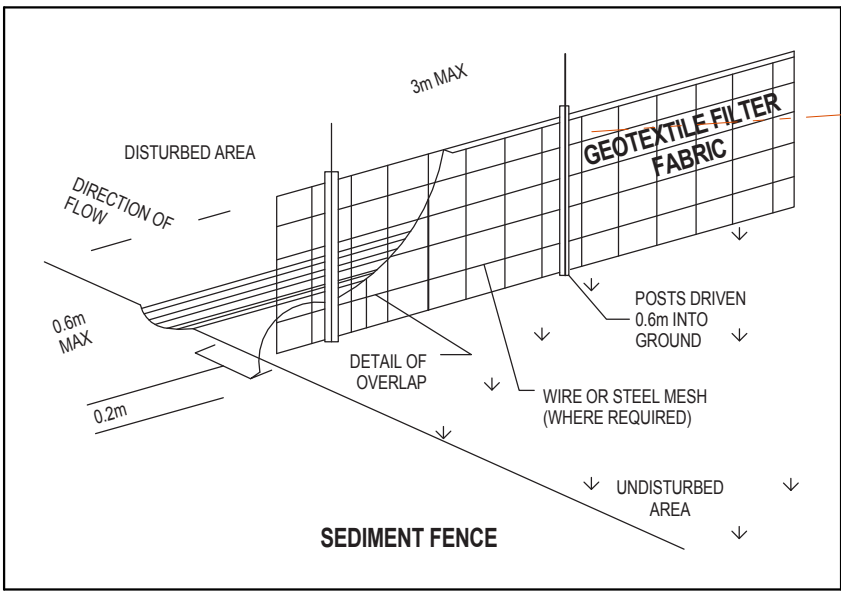 3m MAX
GEOTEXTILE FILTER
FABRIC
DISTURBED AREA
DIRECTION OF
FLOW
0.6m
MAX
POSTS DRIVEN
0.6m INTO
GROUND
DETAIL OF
OVERLAP
WIRE OR STEEL MESH
(WHERE REQUIRED)
0.2m
UNDISTURBED
AREA
SEDIMENT FENCE